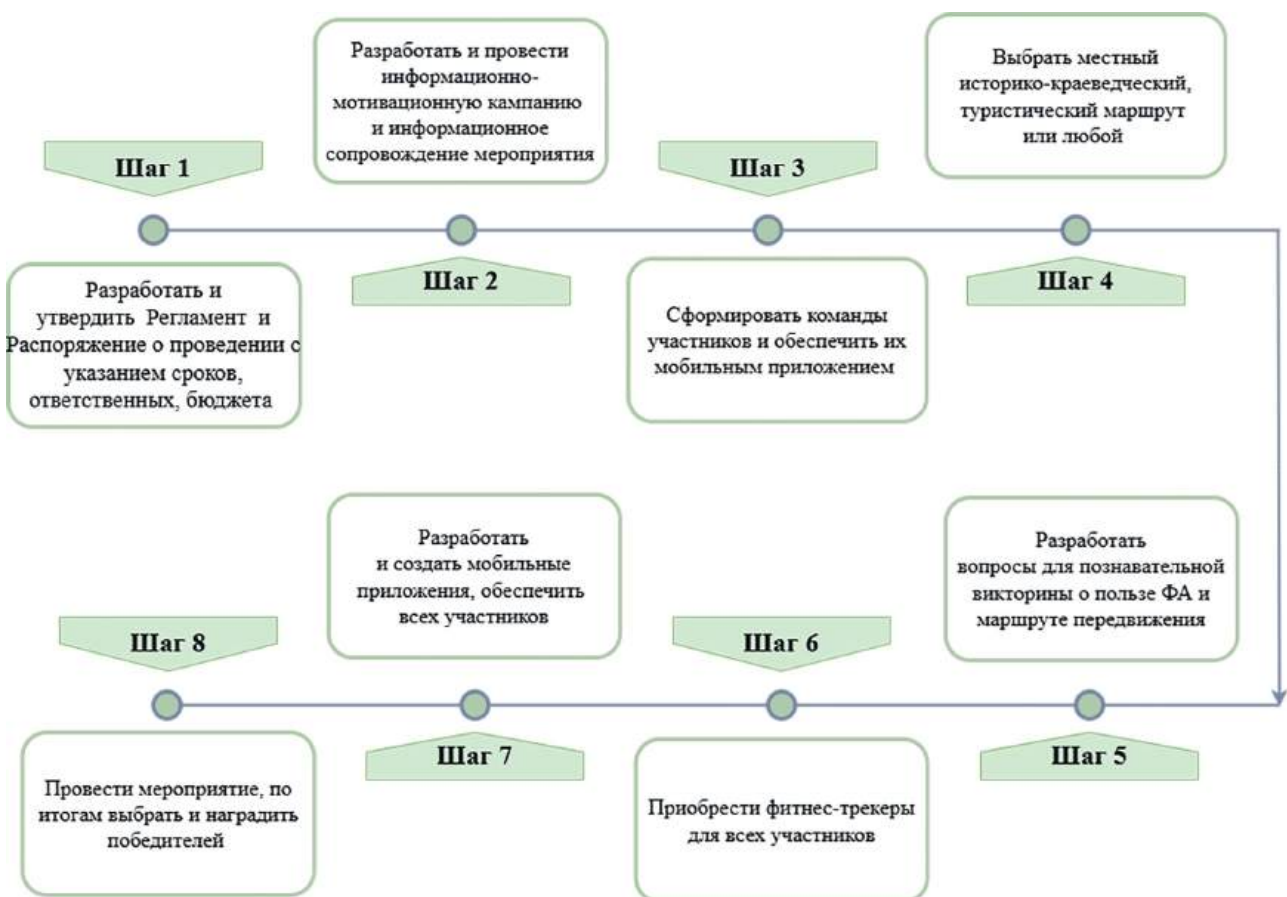 Шаг 1
Разработать и
утвердить Регламент и
Распоряжение о проведении с
указанием сроков,
ответственных, бюджета
Разработать и провести
информационно-
мотивационную кампанию
и информационное
сопровождение мероприятия
Шаг 2
Шаг 3
Сформировать команды
участников и обеспечить их
мобильным приложением
Выбрать местный
историко-краеведческий,
туристический маршрут
или любой
Шаг 4
Разработать
вопросы для познавательной
викторины о пользе ФА и
маршруте передвижения
Шаг 5
Шаг 6
Приобрести фитнес-трекеры
для всех участников
Разработать
и создать мобильные
приложения, обеспечить
всех участников
Шаг 7
Шаг 8
Провести мероприятие, по
итогам выбрать и наградить
победителей